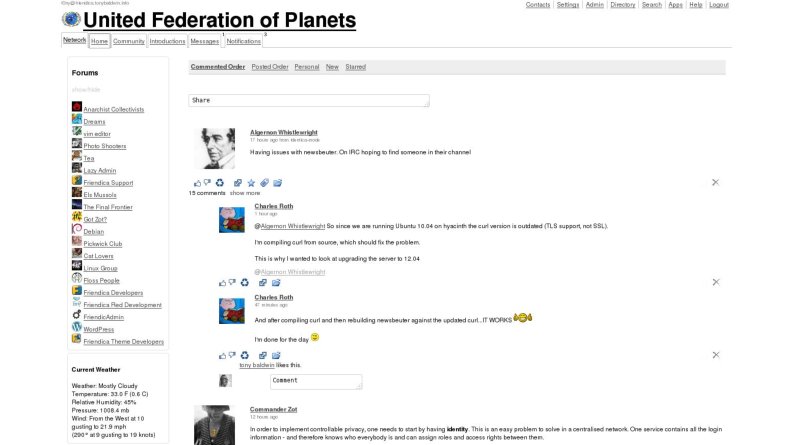 tony@friendica.tonybaldwin.info
Contacts Settings Admin Directory Search Apps Help Logout
United Federation of Planets
Network Home Community Introductions Messages 1 Notifications 3
Forums
show/hide
Anarchist Collectivists
Dreams
vim editor
Photo Shooters
Tea
Lazy Admin
Friendica Support
Els Mussols
The Final Frontier
Got Zot?
Debian
Pickwick Club
Cat Lovers
Linux Group
Floss People
Friendica Developers
Friendica Red Development
FriendicAdmin
WordPress
Friendica Theme Developers
Current Weather
Weather: Mostly Cloudy
Temperature: 33.0 F (0.6 C)
Relative Humidity: 45%
Pressure: 1008.4 mb
Wind: From the West at 10
gusting to 21.9 mph
(290° at 9 gusting to 19 knots)
Commented Order Posted Order Personal New Starred
Share
Algernon Whistlewright
17 hours ago from identica-node
Having issues with newsbeuter. On IRC hoping to find someone in their channel
15 comments show more
Charles Roth
1 hour ago
@Algernon Whistlewright So since we are running Ubuntu 10.04 on hyacinth the curl version is outdated (TLS support, not SSL).
I'm compiling curl from source, which should fix the problem.
This is why I want to look at upgrading the server to 12.04
@Algernon Whistlewright
Charles Roth
47 minutes ago
And after compiling curl and then rebuilding newsbeuter against the updated curl...IT WORKS
I'm done for the day
tony baldwin likes this.
Comment
Commander Zot
12 hours ago
In order to implement controllable privacy, one needs to start by having identity. This is an easy problem to solve in a centralised network. One service contains all the login
information - and therefore knows who everybody is and can assign roles and access rights between them.